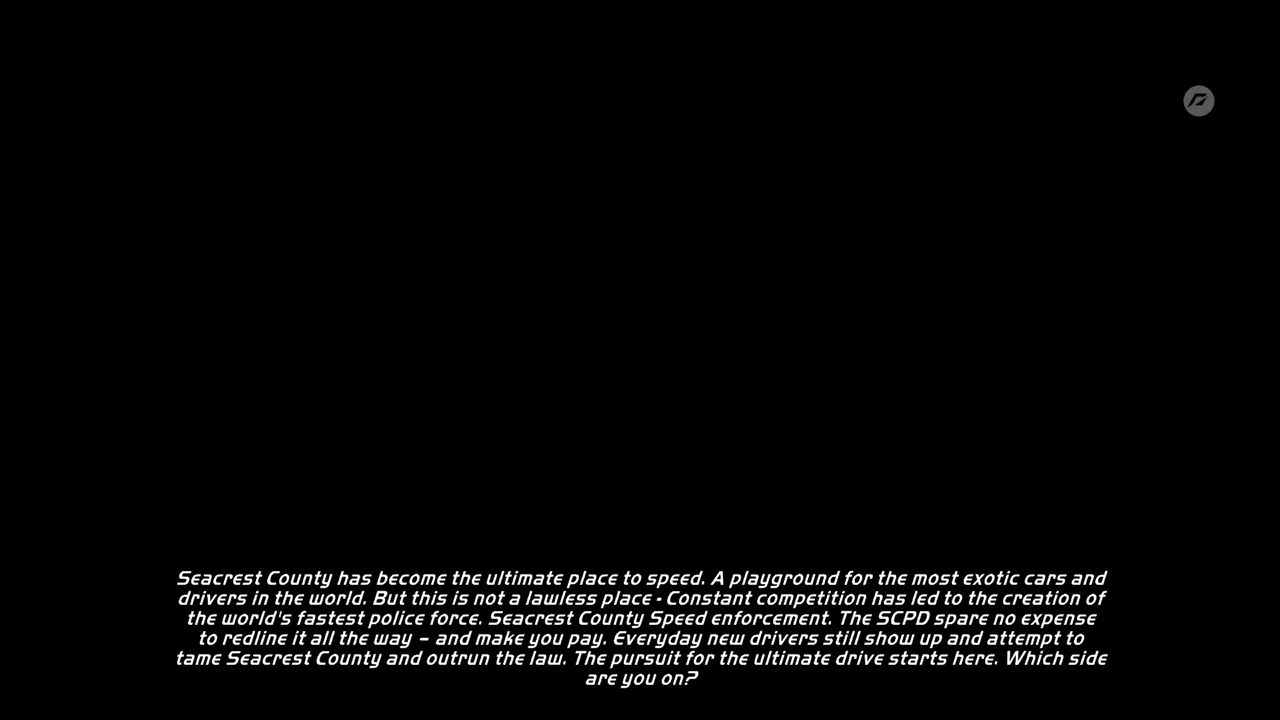 Seacrest County has become the ultimate place to speed. A playground for the most exotic cars and
drivers in the world. But this is not a lawless place - Constant competition has led to the creation of
the world's fastest police force. Seacrest County Speed enforcement. The SCPD spare no expense
to redline it all the way – and make you pay. Everyday new drivers still show up and attempt to
tame Seacrest County and outrun the law. The pursuit for the ultimate drive starts here. Which side
are you on?